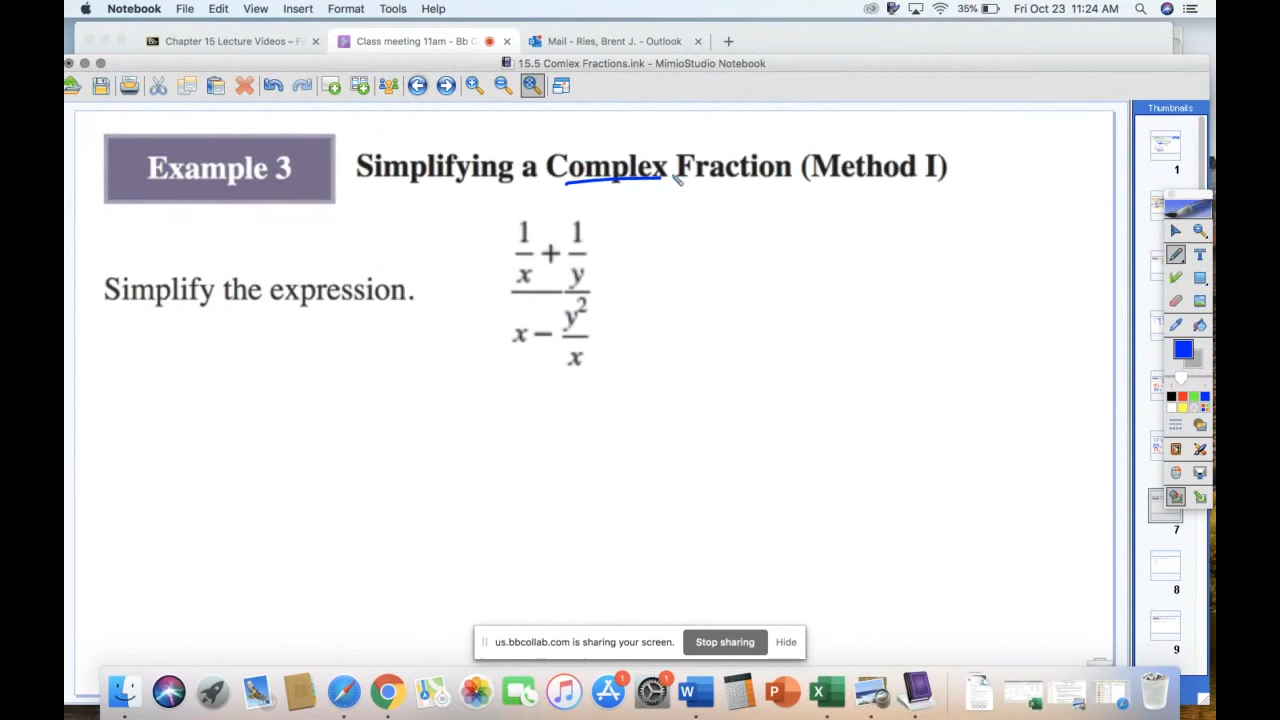 Notebook File Edit View Insert Format Tools Help 35% Fri Oct 23 11:24 AM
Chapter 15 Lecture Videos – F
Class meeting 11am - Bb C
Mail - Ries, Brent J. - Outlook
15.5 Comlex Fractions.ink - MimioStudio Notebook
Thumbnails
Example 3 Simplifying a Complex Fraction (Method I)
1 1
— + —
x y
Simplify the expression.
x − y²
x
1
7
8
9
us.bbcollab.com is sharing your screen. Stop sharing Hide